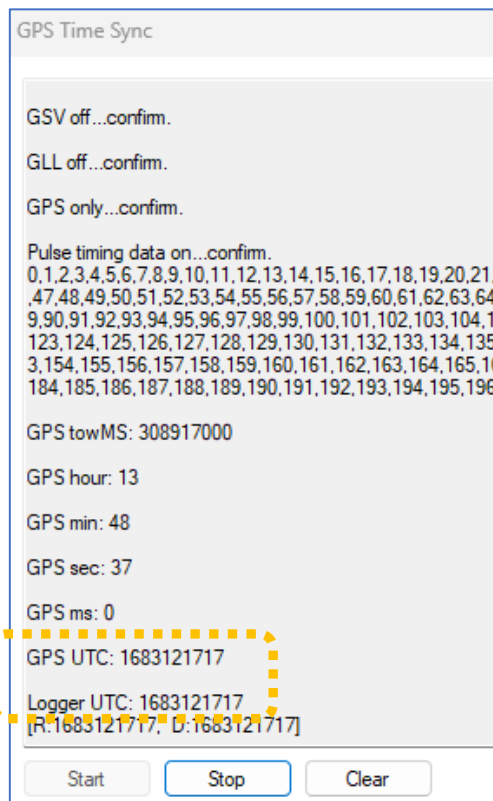 GPS Time Sync
GSV off...confirm.
GLL off...confirm.
GPS only...confirm.
Pulse timing data on...confirm.
0,1,2,3,4,5,6,7,8,9,10,11,12,13,14,15,16,17,18,19,20,21,
,47,48,49,50,51,52,53,54,55,56,57,58,59,60,61,62,63,64
9,90,91,92,93,94,95,96,97,98,99,100,101,102,103,104,1
123,124,125,126,127,128,129,130,131,132,133,134,135
3,154,155,156,157,158,159,160,161,162,163,164,165,16
184,185,186,187,188,189,190,191,192,193,194,195,196
GPS towMS: 308917000
GPS hour: 13
GPS min: 48
GPS sec: 37
GPS ms: 0
GPS UTC: 1683121717
Logger UTC: 1683121717
[R:1683121717, D:1683121717]
Start Stop Clear